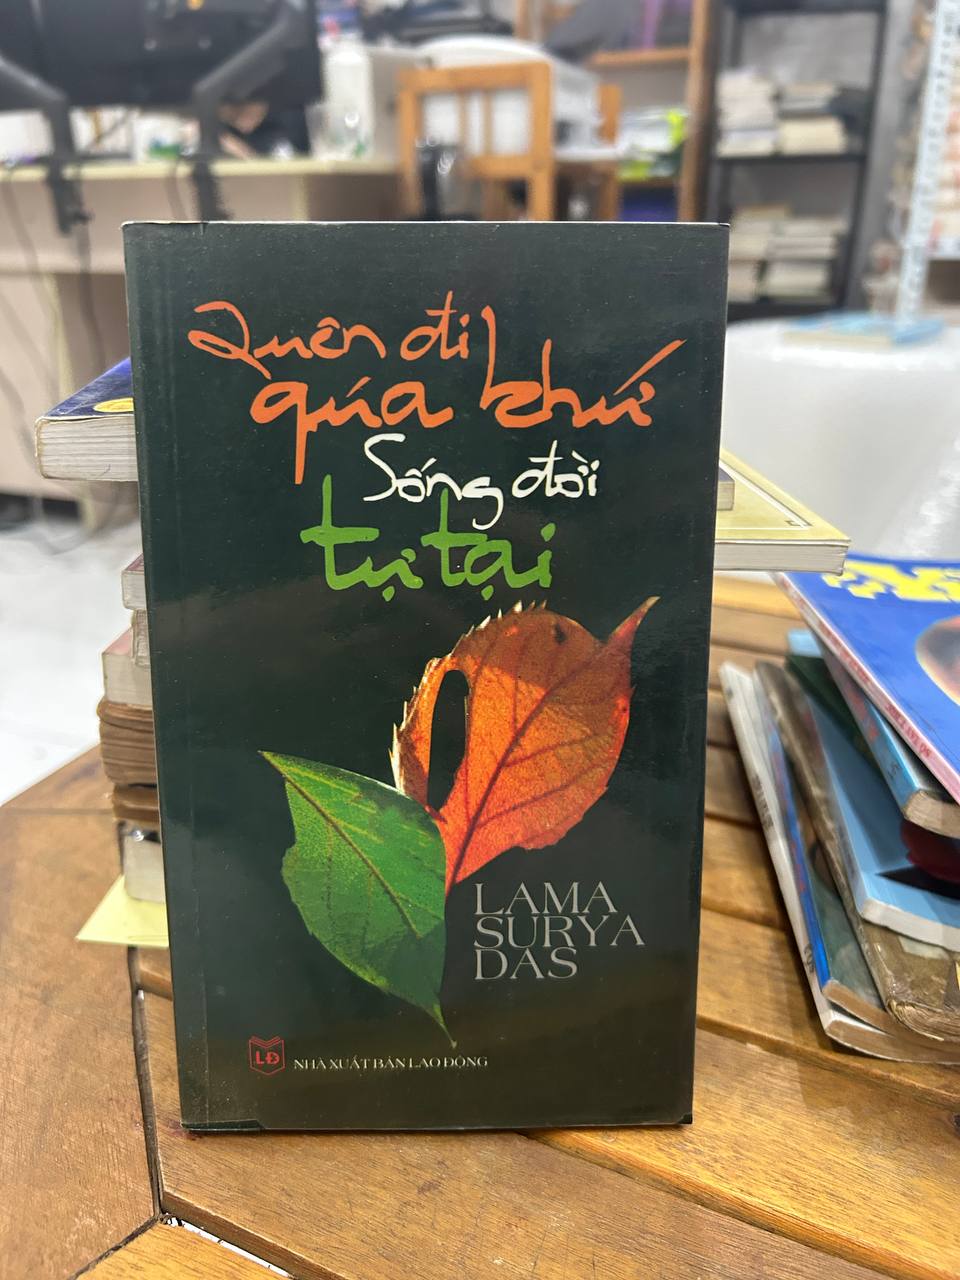 Quên đi
quá khứ
Sống đời
tự tại
LAMA
SURYA
DAS
LĐ
NHÀ XUẤT BẢN LAO ĐỘNG